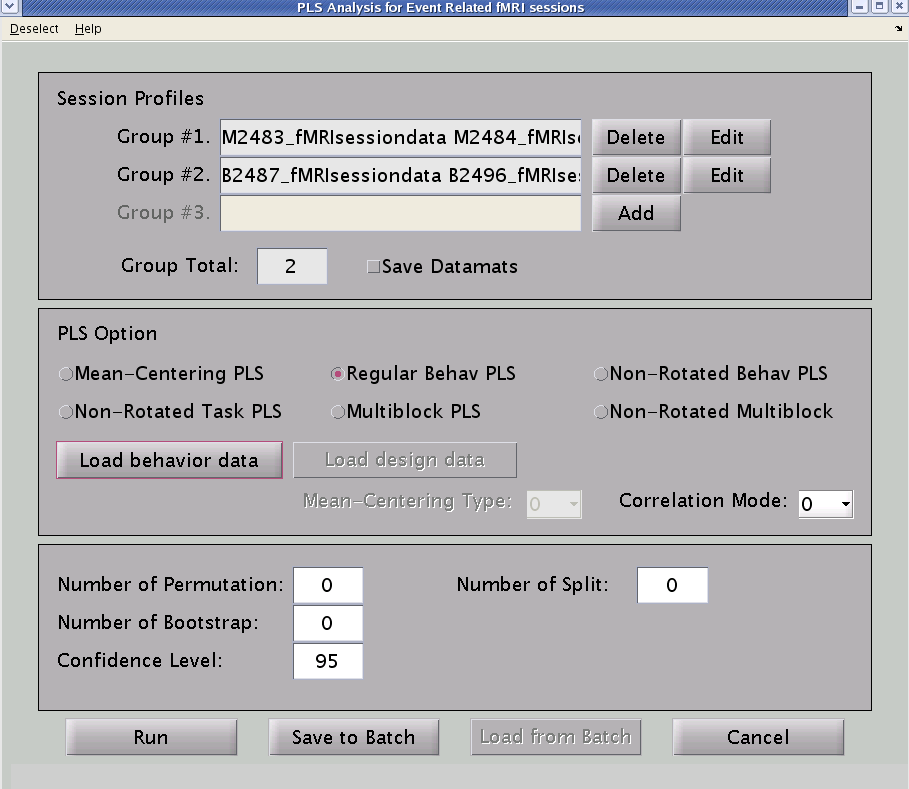 PLS Analysis for Event Related fMRI sessions
Deselect Help
Session Profiles
Group #1. M2483_fMRIsessiondata M2484_fMRIse Delete Edit
Group #2. B2487_fMRIsessiondata B2496_fMRIse Delete Edit
Group #3. Add
Group Total: 2 Save Datamats
PLS Option
Mean-Centering PLS Regular Behav PLS Non-Rotated Behav PLS
Non-Rotated Task PLS Multiblock PLS Non-Rotated Multiblock
Load behavior data Load design data
Mean-Centering Type: 0 Correlation Mode: 0
Number of Permutation: 0 Number of Split: 0
Number of Bootstrap: 0
Confidence Level: 95
Run Save to Batch Load from Batch Cancel